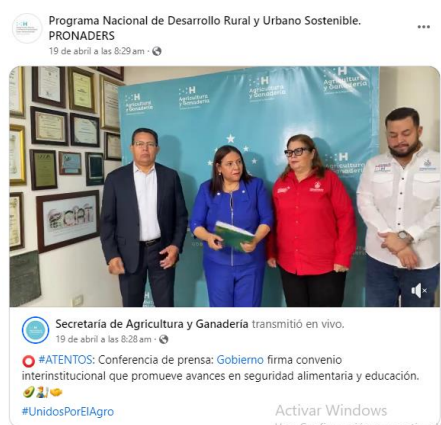 Programa Nacional de Desarrollo Rural y Urbano Sostenible.
PRONADERS
19 de abril a las 8:29 am ·
Agricultura
y Ganadería
Agricultura
y Ganadería
Agricultura
y Ganadería
Agricultura
y Ganadería
Secretaría de Agricultura y Ganadería transmitió en vivo.
19 de abril a las 8:28 am ·
#ATENTOS: Conferencia de prensa: Gobierno firma convenio
interinstitucional que promueve avances en seguridad alimentaria y educación.
#UnidosPorElAgro
Activar Windows